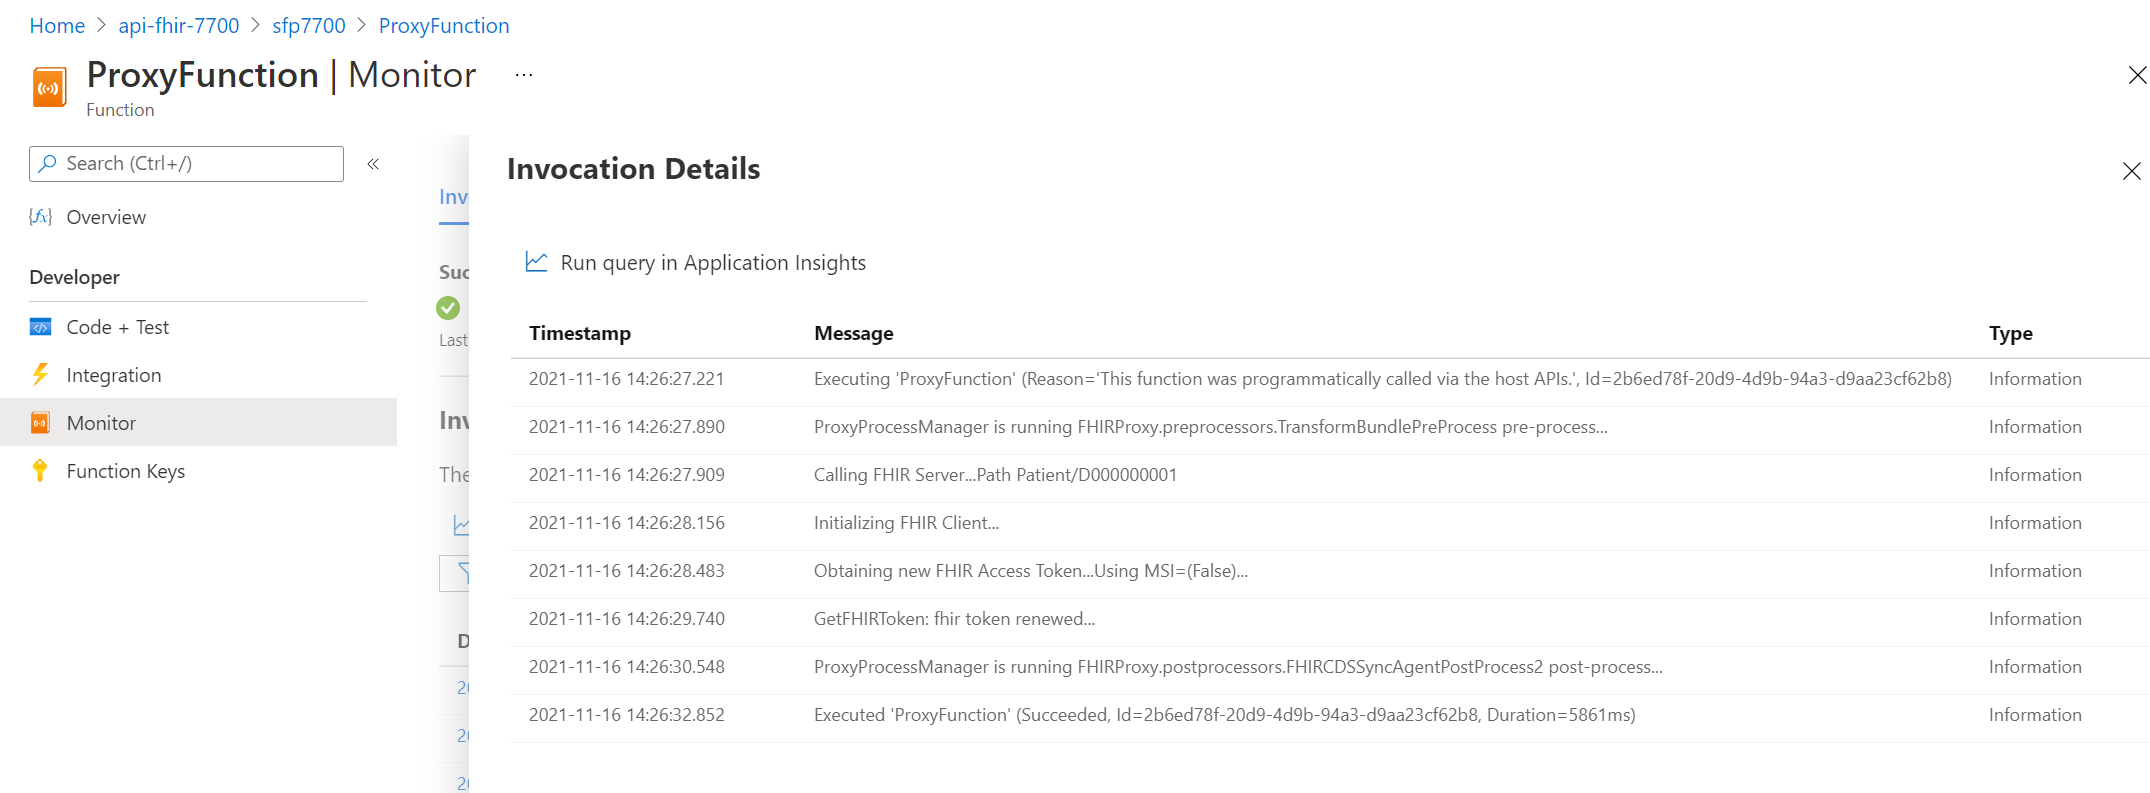 Home > api-fhir-7700 > sfp7700 > ProxyFunction
ProxyFunction | Monitor ...
Function
Search (Ctrl+/) «
Overview
Developer
Code + Test
Integration
Monitor
Function Keys
Inv
Suc
Last
Inv
The
D
20
20
20
Invocation Details
Run query in Application Insights
Timestamp Message Type
2021-11-16 14:26:27.221 Executing 'ProxyFunction' (Reason='This function was programmatically called via the host APIs.', Id=2b6ed78f-20d9-4d9b-94a3-d9aa23cf62b8) Information
2021-11-16 14:26:27.890 ProxyProcessManager is running FHIRProxy.preprocessors.TransformBundlePreProcess pre-process... Information
2021-11-16 14:26:27.909 Calling FHIR Server...Path Patient/D000000001 Information
2021-11-16 14:26:28.156 Initializing FHIR Client... Information
2021-11-16 14:26:28.483 Obtaining new FHIR Access Token...Using MSI=(False)... Information
2021-11-16 14:26:29.740 GetFHIRToken: fhir token renewed... Information
2021-11-16 14:26:30.548 ProxyProcessManager is running FHIRProxy.postprocessors.FHIRCDSSyncAgentPostProcess2 post-process... Information
2021-11-16 14:26:32.852 Executed 'ProxyFunction' (Succeeded, Id=2b6ed78f-20d9-4d9b-94a3-d9aa23cf62b8, Duration=5861ms) Information